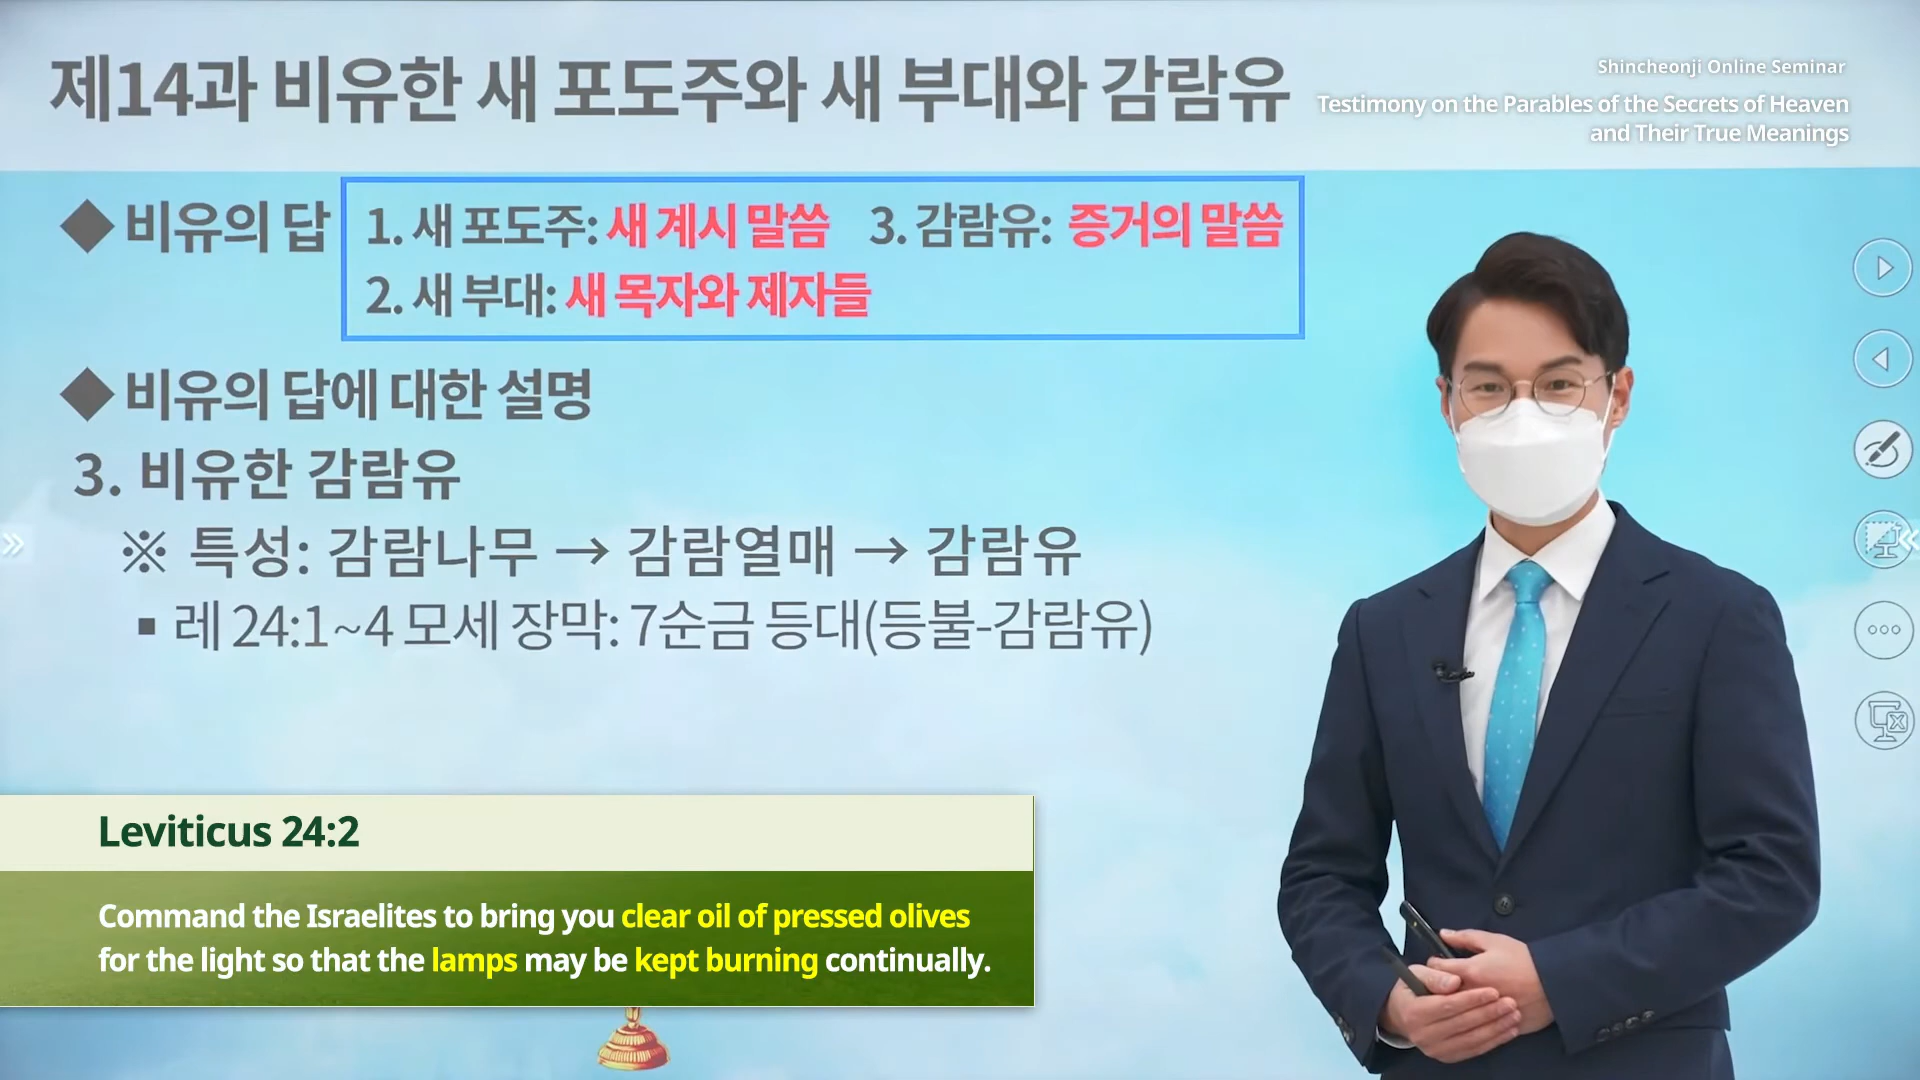 제14과 비유한 새 포도주와 새 부대와 감람유
Shincheonji Online Seminar
Testimony on the Parables of the Secrets of Heaven
and Their True Meanings
◆ 비유의 답
1. 새 포도주: 새 계시 말씀 3. 감람유: 증거의 말씀
2. 새 부대: 새 목자와 제자들
◆ 비유의 답에 대한 설명
3. 비유한 감람유
※ 특성: 감람나무 → 감람열매 → 감람유
▪ 레 24:1~4 모세 장막: 7순금 등대(등불-감람유)
Leviticus 24:2
Command the Israelites to bring you clear oil of pressed olives
for the light so that the lamps may be kept burning continually.